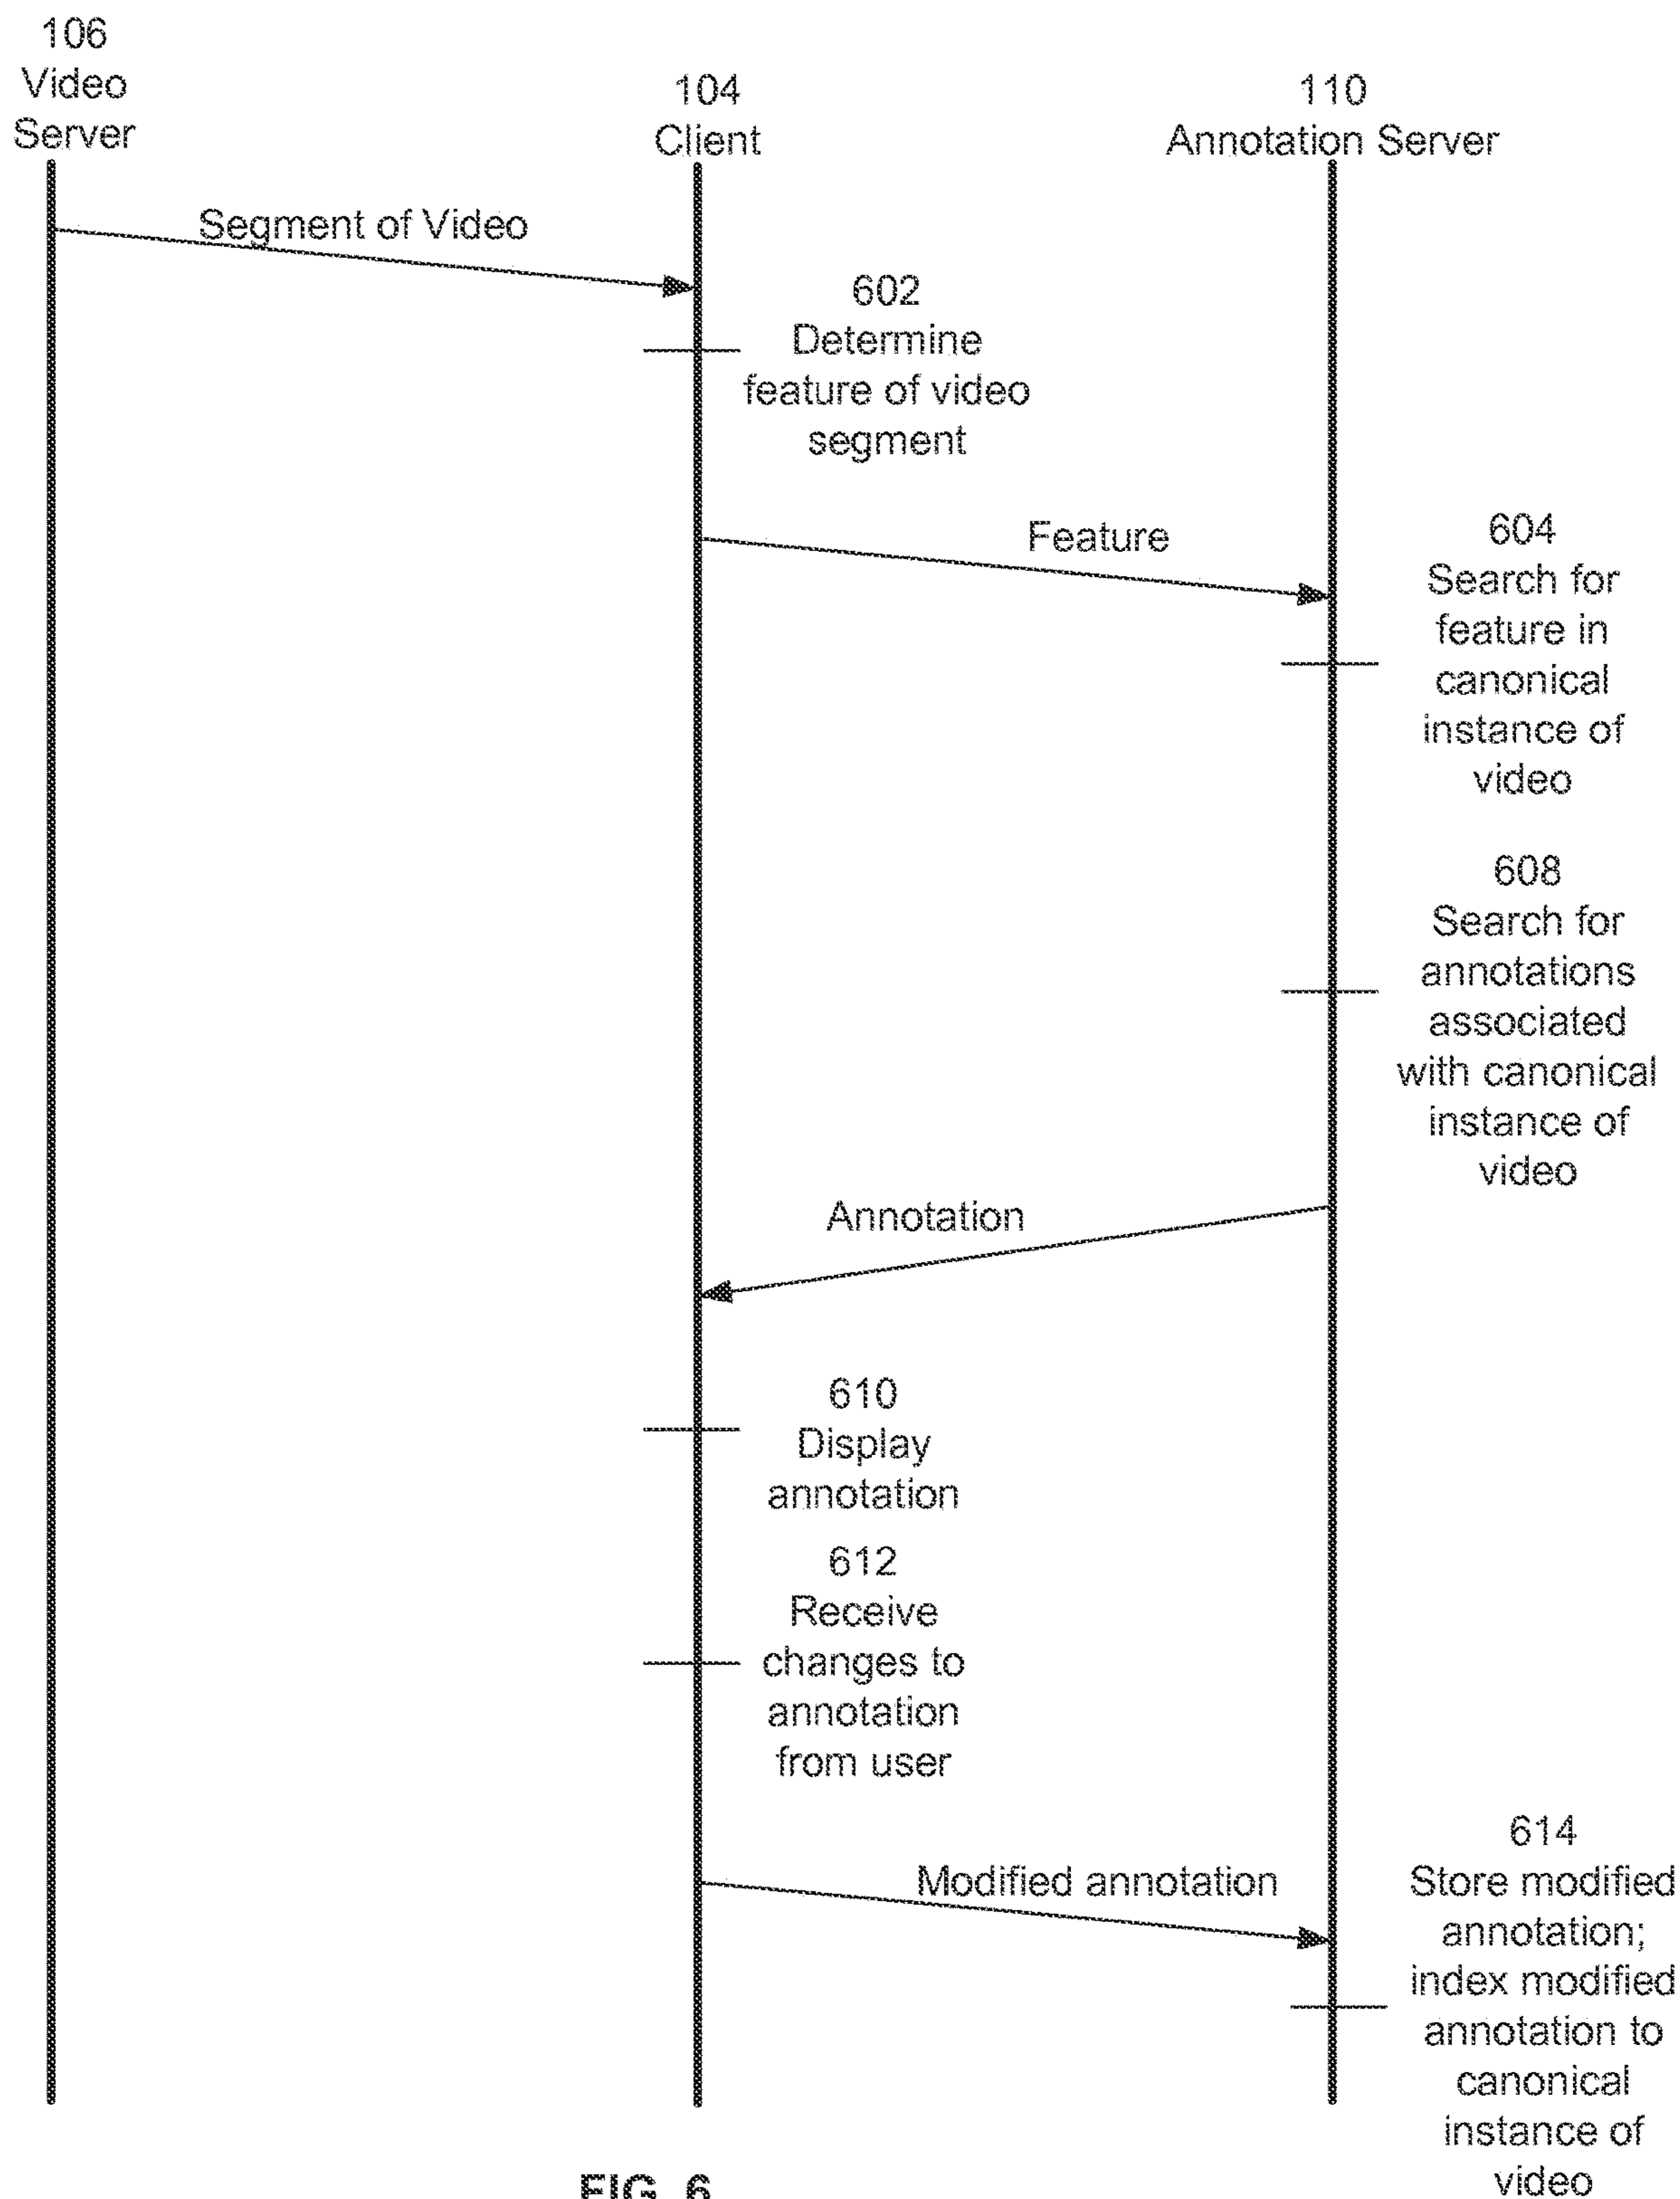 106
Video
Server
104
Client
110
Annotation Server
Segment of Video
602
Determine
feature of video
segment
Feature
604
Search for
feature in
canonical
instance of
video
608
Search for
annotations
associated
with canonical
instance of
video
Annotation
610
Display
annotation
612
Receive
changes to
annotation
from user
Modified annotation
614
Store modified
annotation;
index modified
annotation to
canonical
instance of
video
FIG. 6